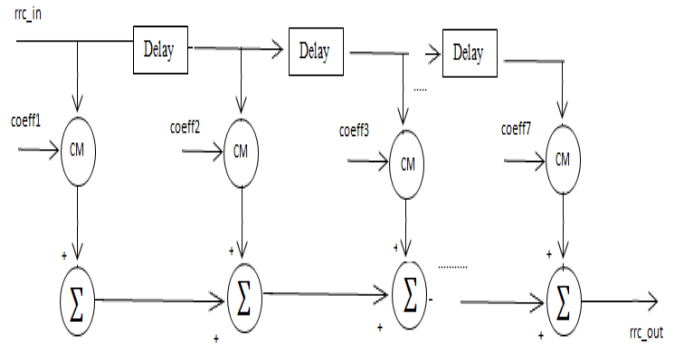 rrc_in
Delay
Delay
Delay
.....
coeff1
coeff2
coeff3
coeff7
CM
CM
CM
CM
+
+
+
+
...........
Σ
Σ
Σ
-
Σ
+
+
+
rrc_out